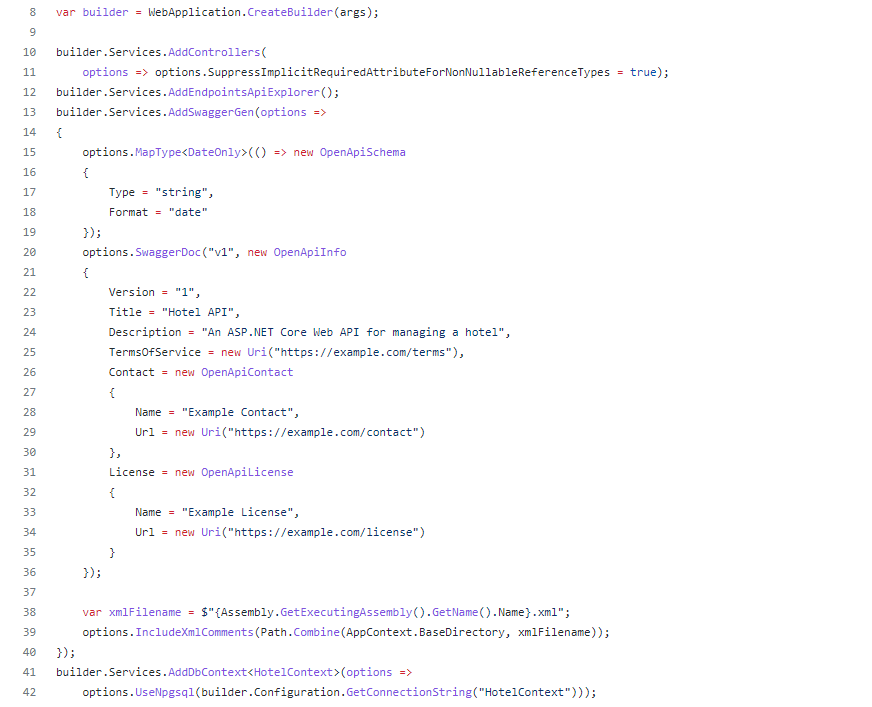 8 var builder = WebApplication.CreateBuilder(args);
9
10 builder.Services.AddControllers(
11     options => options.SuppressImplicitRequiredAttributeForNonNullableReferenceTypes = true);
12 builder.Services.AddEndpointsApiExplorer();
13 builder.Services.AddSwaggerGen(options =>
14 {
15     options.MapType<DateOnly>(() => new OpenApiSchema
16     {
17         Type = "string",
18         Format = "date"
19     });
20     options.SwaggerDoc("v1", new OpenApiInfo
21     {
22         Version = "1",
23         Title = "Hotel API",
24         Description = "An ASP.NET Core Web API for managing a hotel",
25         TermsOfService = new Uri("https://example.com/terms"),
26         Contact = new OpenApiContact
27         {
28             Name = "Example Contact",
29             Url = new Uri("https://example.com/contact")
30         },
31         License = new OpenApiLicense
32         {
33             Name = "Example License",
34             Url = new Uri("https://example.com/license")
35         }
36     });
37
38     var xmlFilename = $"{Assembly.GetExecutingAssembly().GetName().Name}.xml";
39     options.IncludeXmlComments(Path.Combine(AppContext.BaseDirectory, xmlFilename));
40 });
41 builder.Services.AddDbContext<HotelContext>(options =>
42     options.UseNpgsql(builder.Configuration.GetConnectionString("HotelContext")));